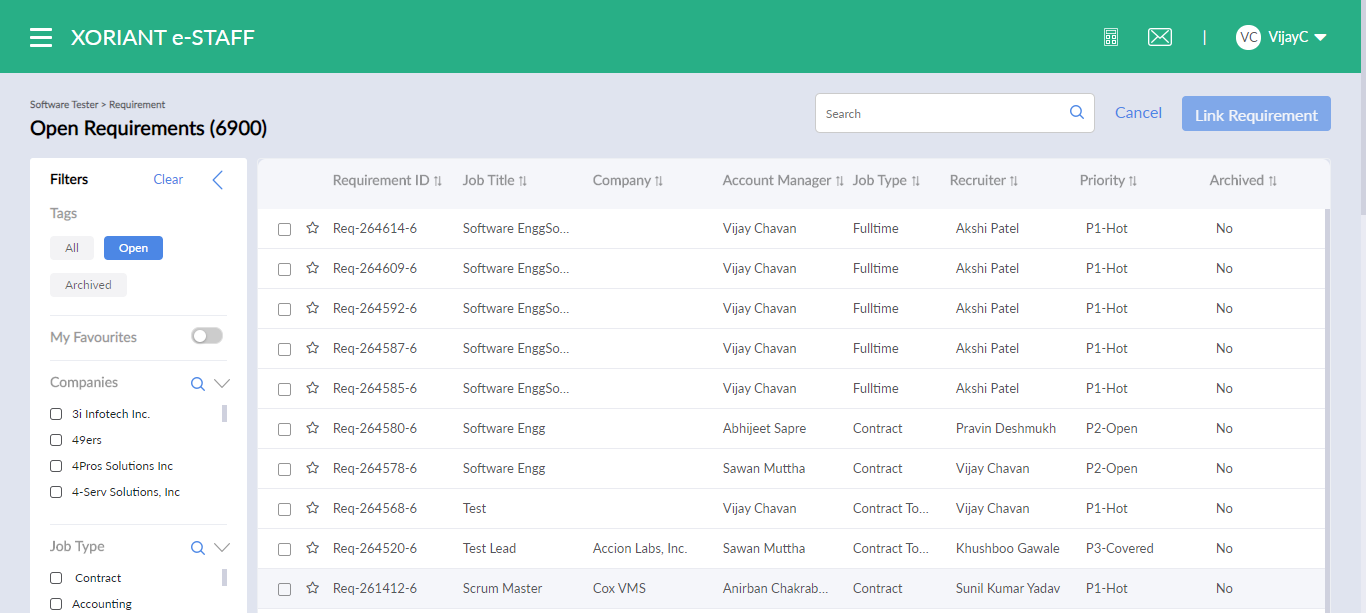 XORIANT e-STAFF
| VC VijayC
Software Tester > Requirement
Open Requirements (6900)
Search Cancel Link Requirement
Filters Clear
Tags
All Open
Archived
My Favourites
Companies
3i Infotech Inc.
49ers
4Pros Solutions Inc
4-Serv Solutions, Inc
Job Type
Contract
Accounting
Requirement ID Job Title Company Account Manager Job Type Recruiter Priority Archived
Req-264614-6 Software EnggSo... Vijay Chavan Fulltime Akshi Patel P1-Hot No
Req-264609-6 Software EnggSo... Vijay Chavan Fulltime Akshi Patel P1-Hot No
Req-264592-6 Software EnggSo... Vijay Chavan Fulltime Akshi Patel P1-Hot No
Req-264587-6 Software EnggSo... Vijay Chavan Fulltime Akshi Patel P1-Hot No
Req-264585-6 Software EnggSo... Vijay Chavan Fulltime Akshi Patel P1-Hot No
Req-264580-6 Software Engg Abhijeet Sapre Contract Pravin Deshmukh P2-Open No
Req-264578-6 Software Engg Sawan Muttha Contract Vijay Chavan P2-Open No
Req-264568-6 Test Vijay Chavan Contract To... Vijay Chavan P1-Hot No
Req-264520-6 Test Lead Accion Labs, Inc. Sawan Muttha Contract To... Khushboo Gawale P3-Covered No
Req-261412-6 Scrum Master Cox VMS Anirban Chakrab... Contract Sunil Kumar Yadav P1-Hot No